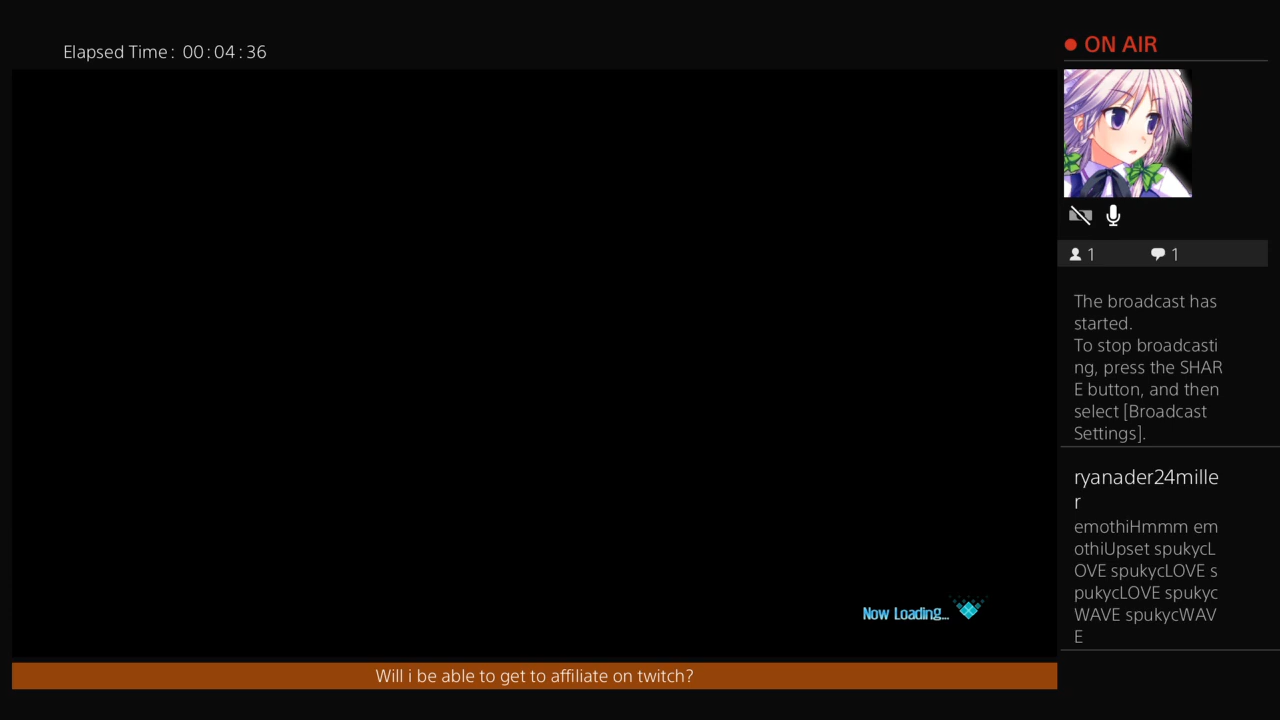 Elapsed Time: 00:04:36
ON AIR
1 1
The broadcast has
started.
To stop broadcasti
ng, press the SHAR
E button, and then
select [Broadcast
Settings].
ryanader24mille
r
emothiHmmm em
othiUpset spukycL
OVE spukycLOVE s
pukycLOVE spukyc
WAVE spukycWAV
E
Now Loading...
Will i be able to get to affiliate on twitch?